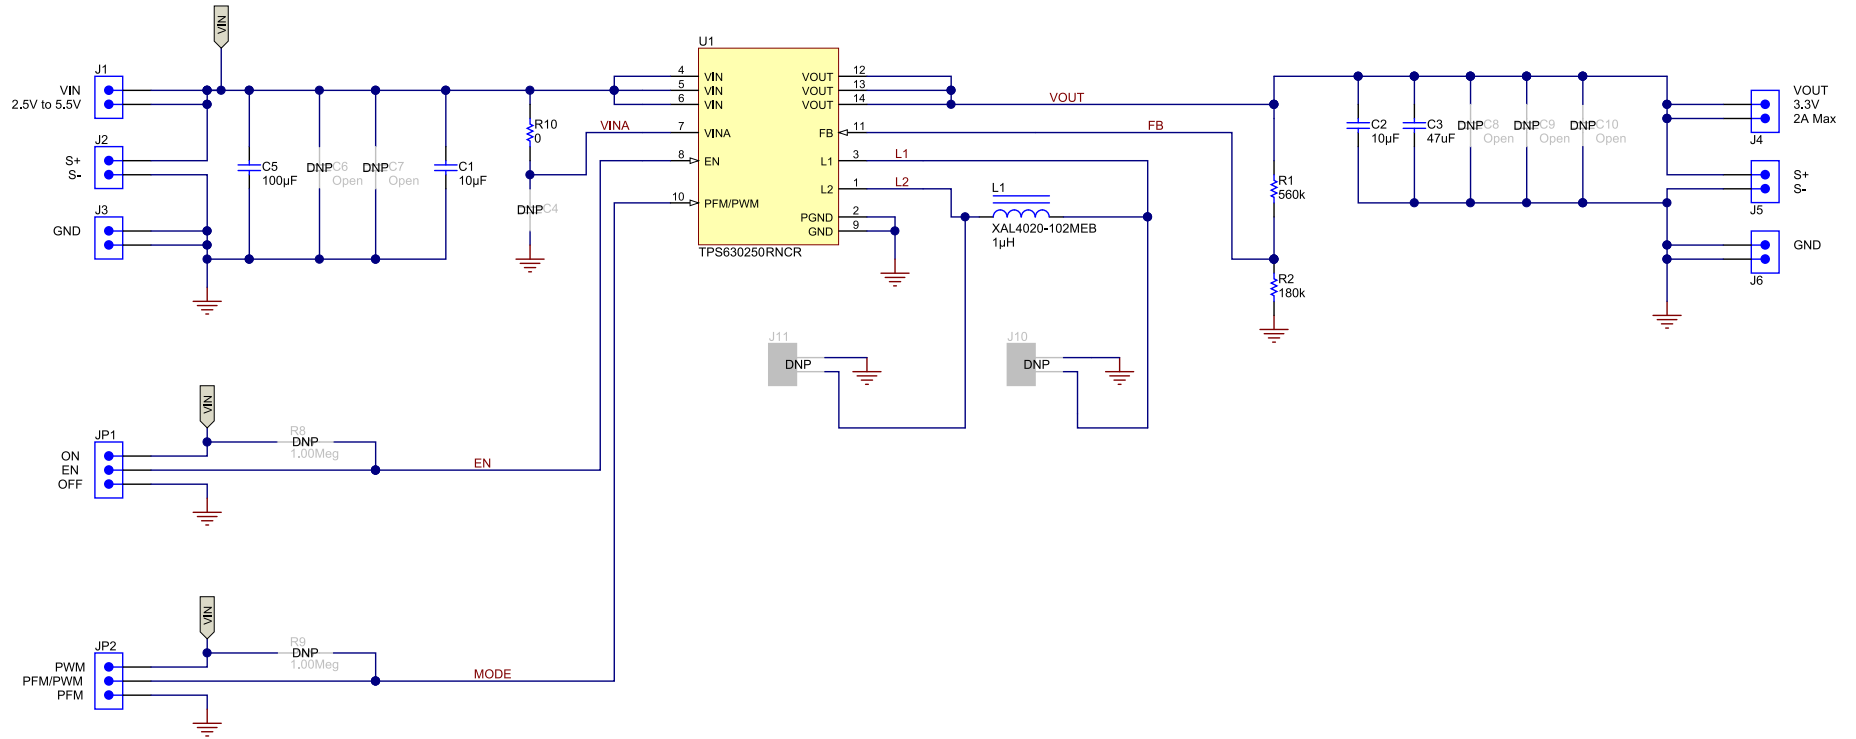 VIN
J1
VIN
2.5V to 5.5V
J2
S+
S-
J3
GND
C5
100µF
DNP C6
Open
DNP C7
Open
C1
10µF
R10
0
DNP C4
VINA
U1
4 VIN
5 VIN
6 VIN
7 VINA
8 EN
10 PFM/PWM
VOUT 12
VOUT 13
VOUT 14
FB 11
L1 3
L2 1
PGND 2
GND 9
TPS630250RNCR
VOUT
FB
L1
L2
L1
XAL4020-102MEB
1µH
R1
560k
R2
180k
C2
10µF
C3
47uF
DNP C8
Open
DNP C9
Open
DNP C10
Open
VOUT
3.3V
2A Max
J4
S+
S-
J5
GND
J6
J11
DNP
J10
DNP
VIN
JP1
ON
EN
OFF
R8
DNP
1.00Meg
EN
VIN
JP2
PWM
PFM/PWM
PFM
R9
DNP
1.00Meg
MODE